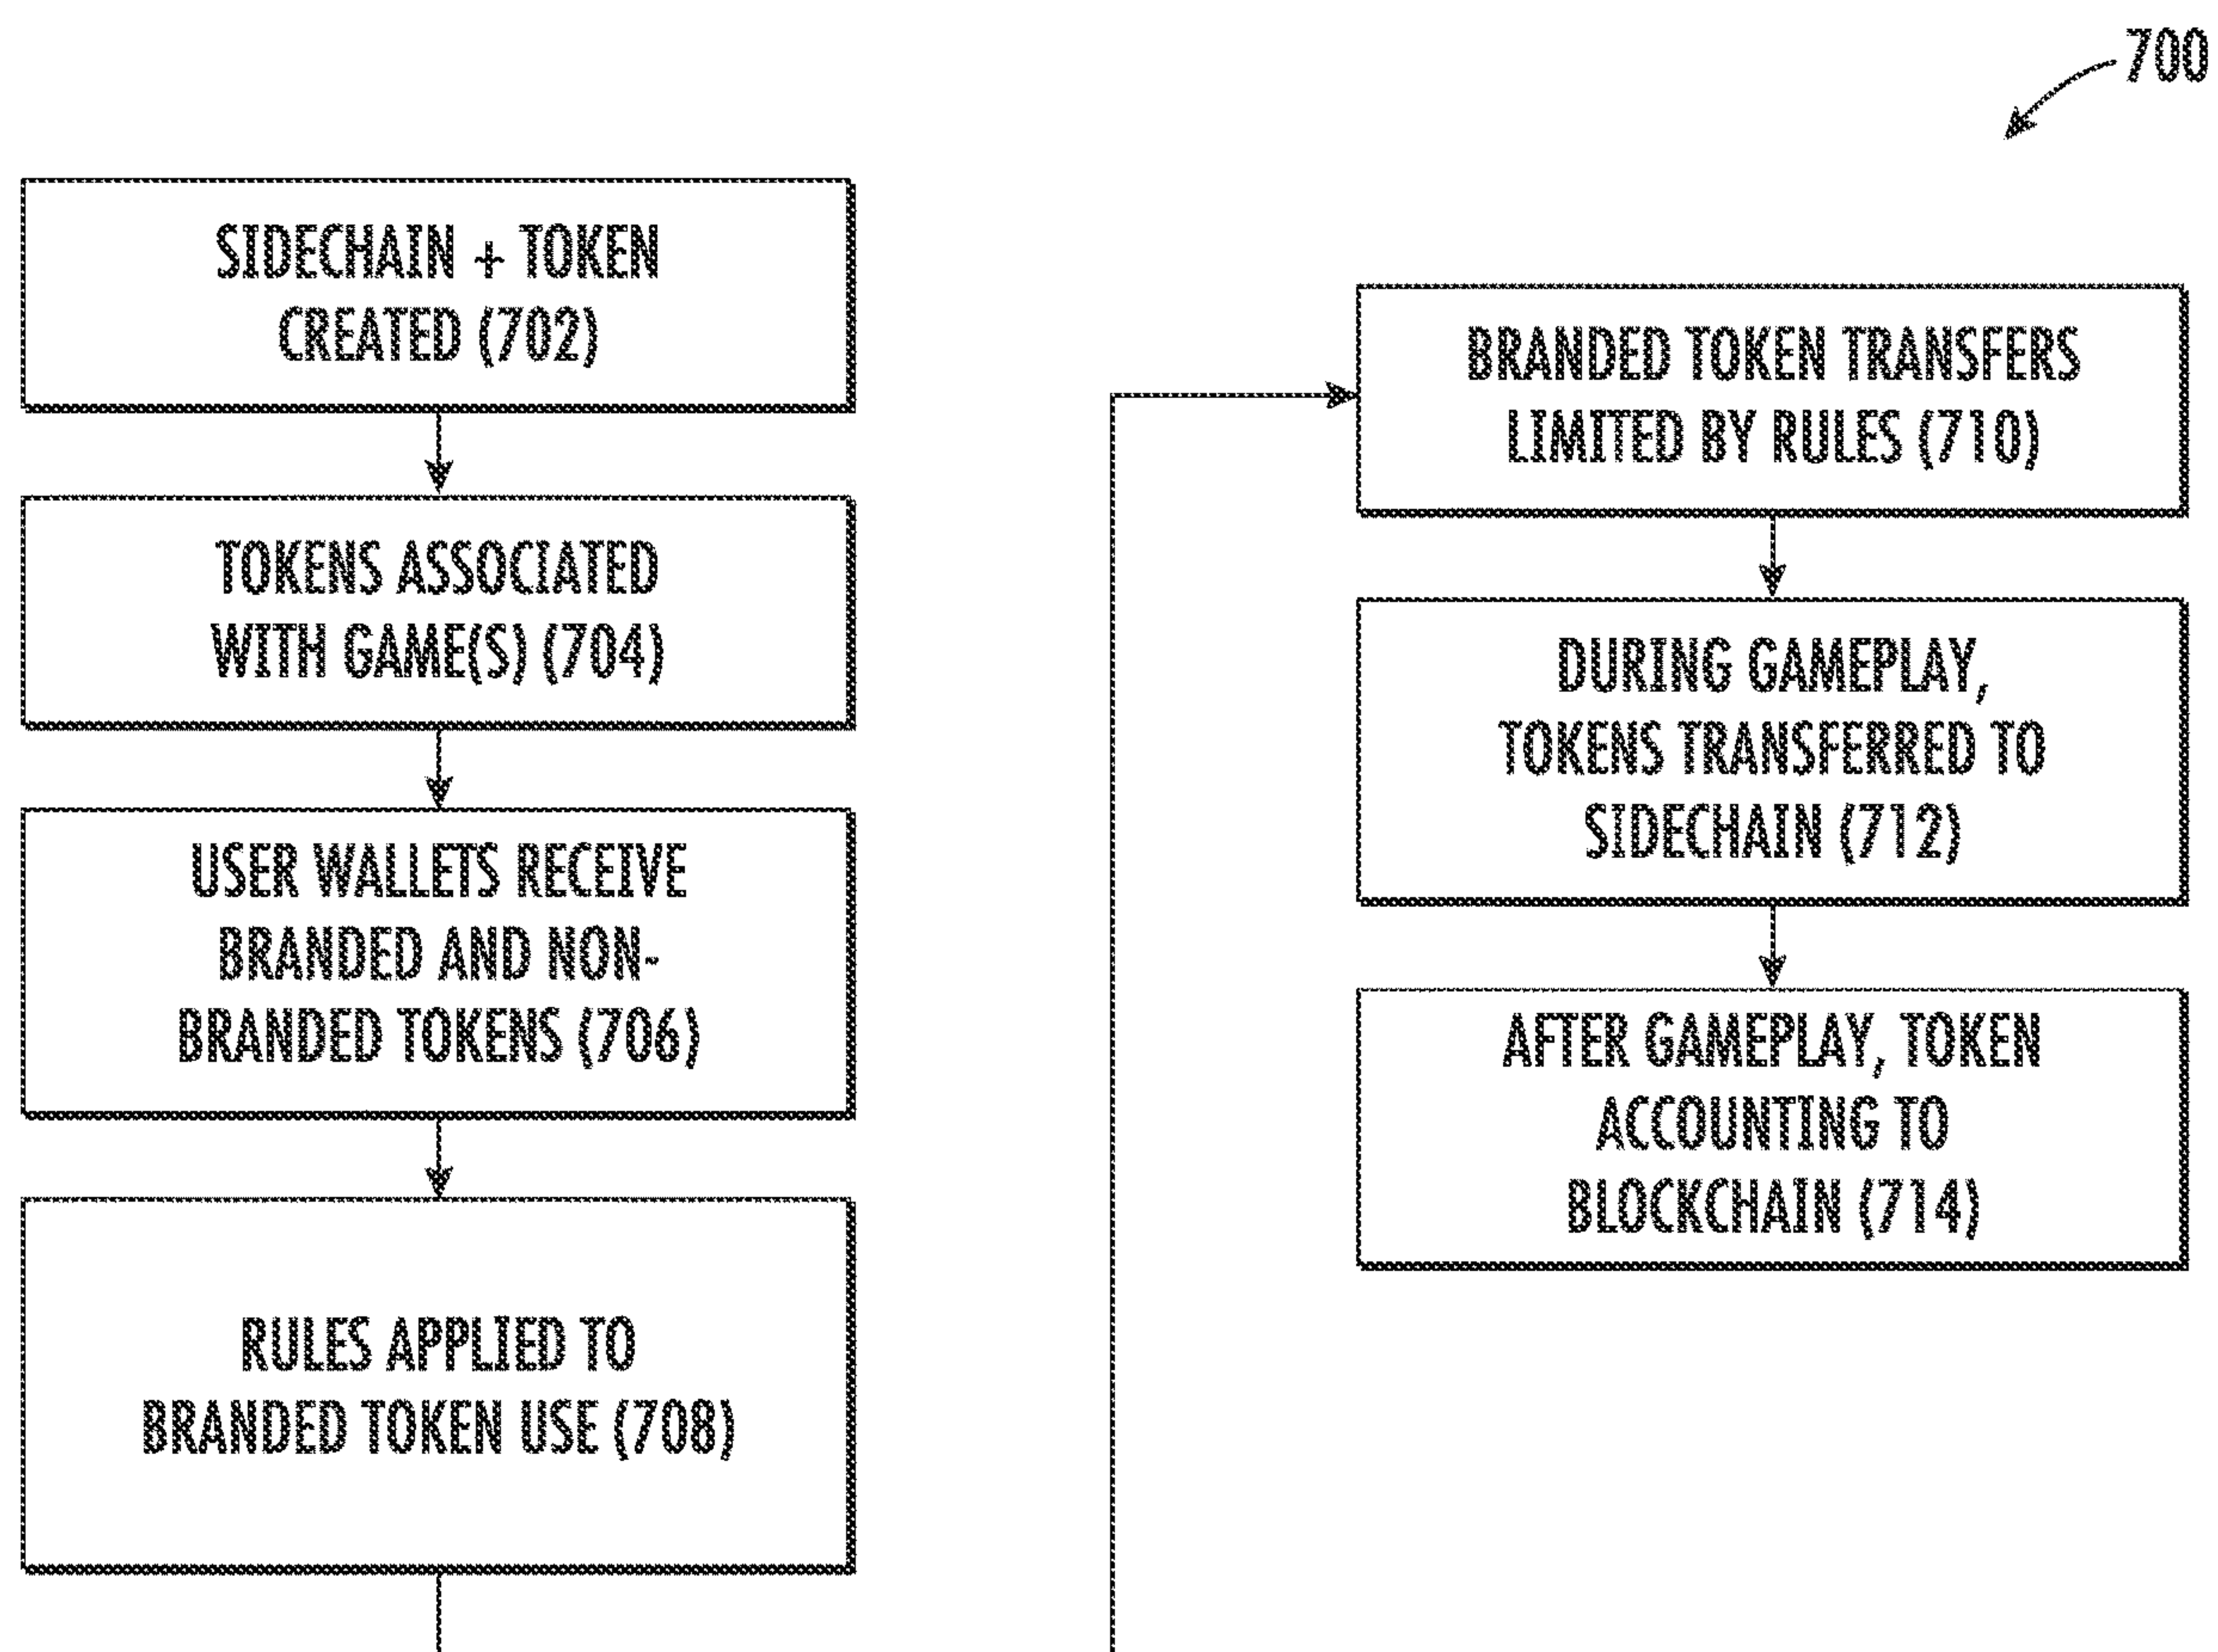 700
SIDECHAIN + TOKEN
CREATED (702)
TOKENS ASSOCIATED
WITH GAME(S) (704)
USER WALLETS RECEIVE
BRANDED AND NON-
BRANDED TOKENS (706)
RULES APPLIED TO
BRANDED TOKEN USE (708)
BRANDED TOKEN TRANSFERS
LIMITED BY RULES (710)
DURING GAMEPLAY,
TOKENS TRANSFERRED TO
SIDECHAIN (712)
AFTER GAMEPLAY, TOKEN
ACCOUNTING TO
BLOCKCHAIN (714)